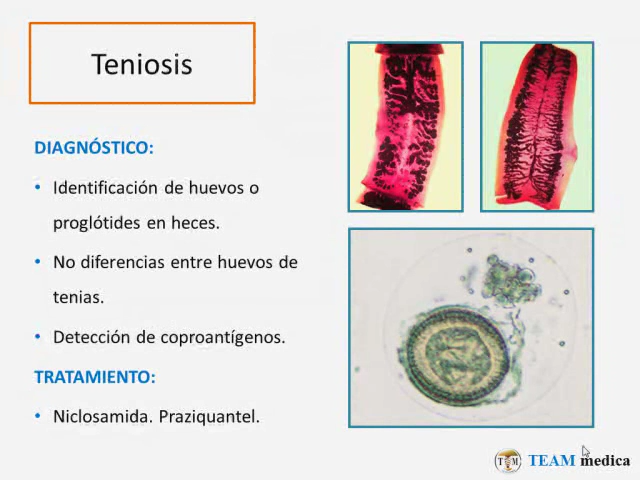 Teniosis
DIAGNÓSTICO:
• Identificación de huevos o
proglótides en heces.
• No diferencias entre huevos de
tenias.
• Detección de coproantígenos.
TRATAMIENTO:
• Niclosamida. Praziquantel.
TEAM medica